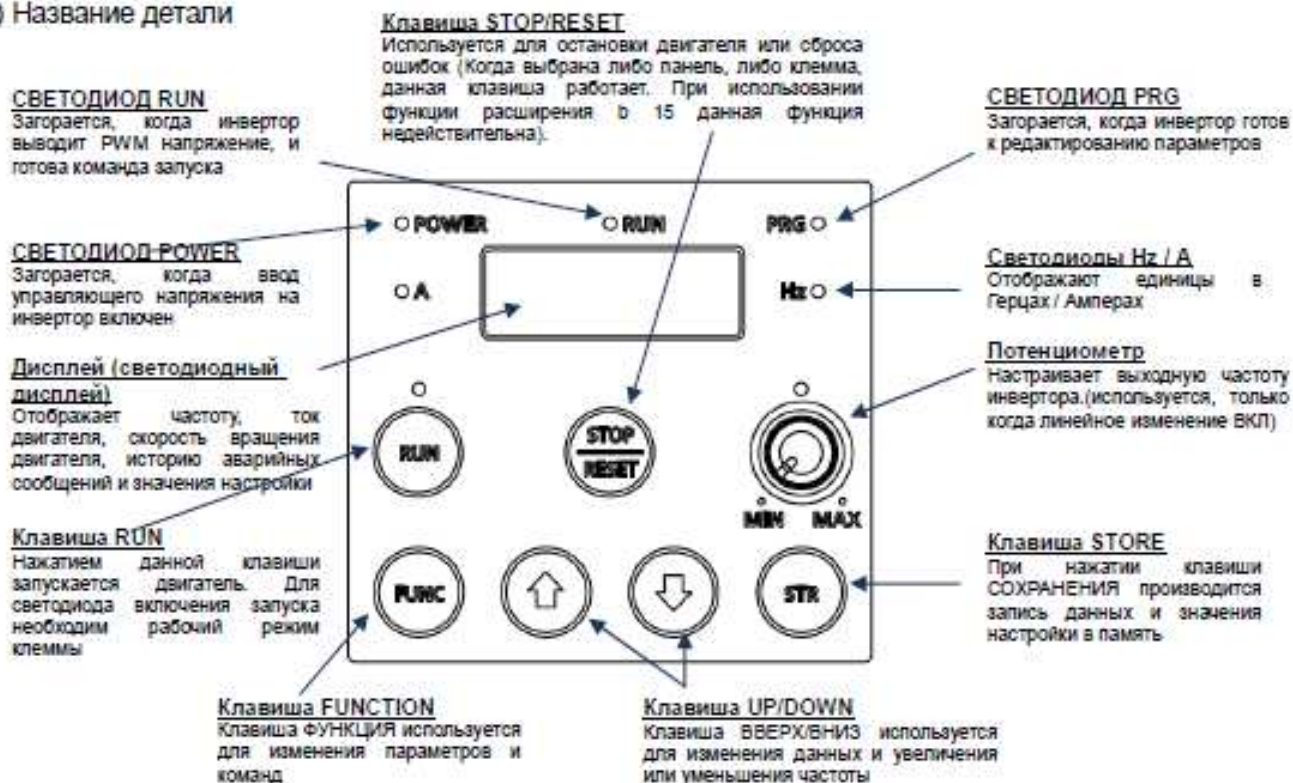 ) Название детали
Клавиша STOP/RESET
Используется для остановки двигателя или сброса
ошибок (Когда выбрана либо панель, либо клемма,
данная клавиша работает. При использовании
функции расширения b 15 данная функция
недействительна).
СВЕТОДИОД RUN
Загорается, когда инвертор
выводит PWM напряжение, и
готова команда запуска
СВЕТОДИОД PRG
Загорается, когда инвертор готов
к редактированию параметров
СВЕТОДИОД POWER
Загорается, когда ввод
управляющего напряжения на
инвертор включен
Светодиоды Hz / A
Отображают единицы в
Герцах / Амперах
Дисплей (светодиодный
дисплей)
Отображает частоту, ток
двигателя, скорость вращения
двигателя, историю аварийных
сообщений и значения настройки
Потенциометр
Настраивает выходную частоту
инвертора.(используется, только
когда линейное изменение ВКЛ)
Клавиша RUN
Нажатием данной клавиши
запускается двигатель. Для
светодиода включения запуска
необходим рабочий режим
клеммы
Клавиша STORE
При нажатии клавиши
СОХРАНЕНИЯ производится
запись данных и значения
настройки в память
POWER
RUN
PRG
A
Hz
RUN
STOP
RESET
MIN MAX
FUNC
STR
Клавиша FUNCTION
Клавиша ФУНКЦИЯ используется
для изменения параметров и
команд
Клавиша UP/DOWN
Клавиша ВВЕРХ/ВНИЗ используется
для изменения данных и увеличения
или уменьшения частоты